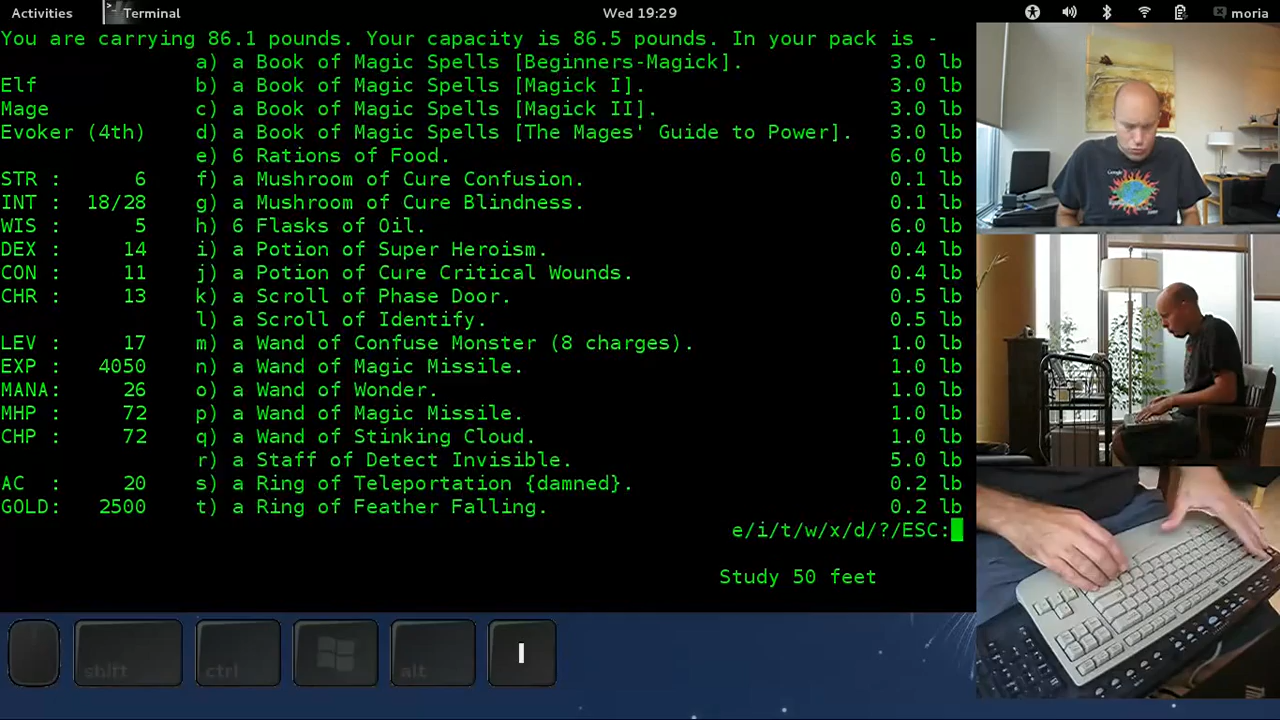 Activities Terminal Wed 19:29 moria
You are carrying 86.1 pounds. Your capacity is 86.5 pounds. In your pack is -
a) a Book of Magic Spells [Beginners-Magick]. 3.0 lb
Elf b) a Book of Magic Spells [Magick I]. 3.0 lb
Mage c) a Book of Magic Spells [Magick II]. 3.0 lb
Evoker (4th) d) a Book of Magic Spells [The Mages' Guide to Power]. 3.0 lb
e) 6 Rations of Food. 6.0 lb
STR : 6 f) a Mushroom of Cure Confusion. 0.1 lb
INT : 18/28 g) a Mushroom of Cure Blindness. 0.1 lb
WIS : 5 h) 6 Flasks of Oil. 6.0 lb
DEX : 14 i) a Potion of Super Heroism. 0.4 lb
CON : 11 j) a Potion of Cure Critical Wounds. 0.4 lb
CHR : 13 k) a Scroll of Phase Door. 0.5 lb
l) a Scroll of Identify. 0.5 lb
LEV : 17 m) a Wand of Confuse Monster (8 charges). 1.0 lb
EXP : 4050 n) a Wand of Magic Missile. 1.0 lb
MANA: 26 o) a Wand of Wonder. 1.0 lb
MHP : 72 p) a Wand of Magic Missile. 1.0 lb
CHP : 72 q) a Wand of Stinking Cloud. 1.0 lb
r) a Staff of Detect Invisible. 5.0 lb
AC : 20 s) a Ring of Teleportation {damned}. 0.2 lb
GOLD: 2500 t) a Ring of Feather Falling. 0.2 lb
e/i/t/w/x/d/?/ESC:
Study 50 feet
shift ctrl alt I
Google